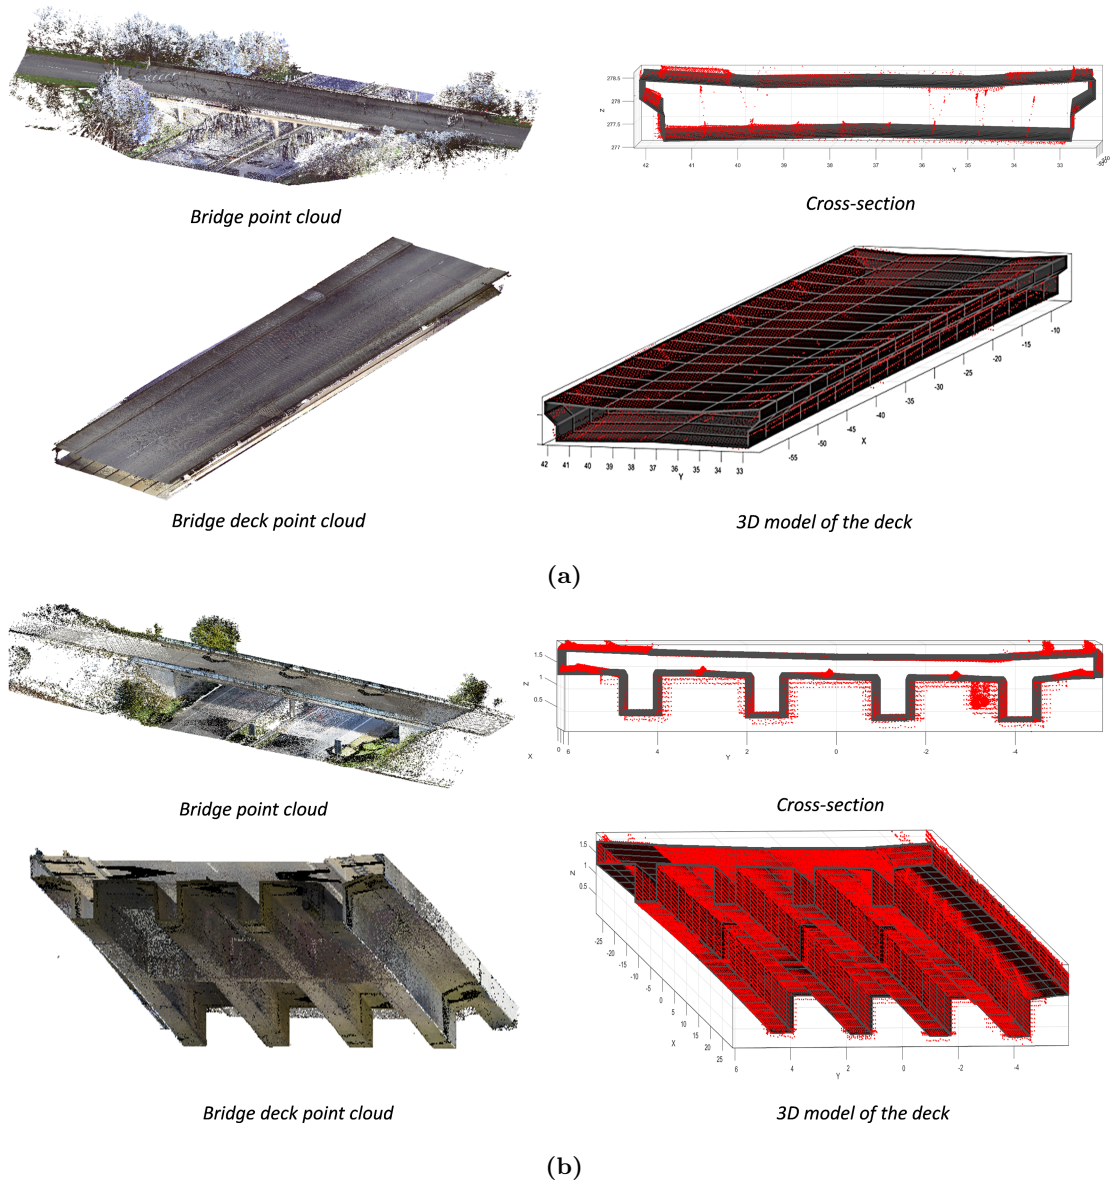 278.5
278
277.5
277
Z
42
41
40
39
38
37
36
35
34
33
Y
Bridge point cloud
Cross-section
-10
-15
-20
-25
-30
-35
-40
-45
-50
-55
X
42 41 40 39 38 37 36 35 34 33
Y
Bridge deck point cloud
3D model of the deck
(a)
1.5
1
0.5
Z
X
0 6
4
2
0
-2
-4
Y
Bridge point cloud
Cross-section
1.5
1
0.5
Z
-25
-20
-15
-10
-5
0
5
10
15
20
25
X
6
4
2
0
-2
-4
Y
Bridge deck point cloud
3D model of the deck
(b)